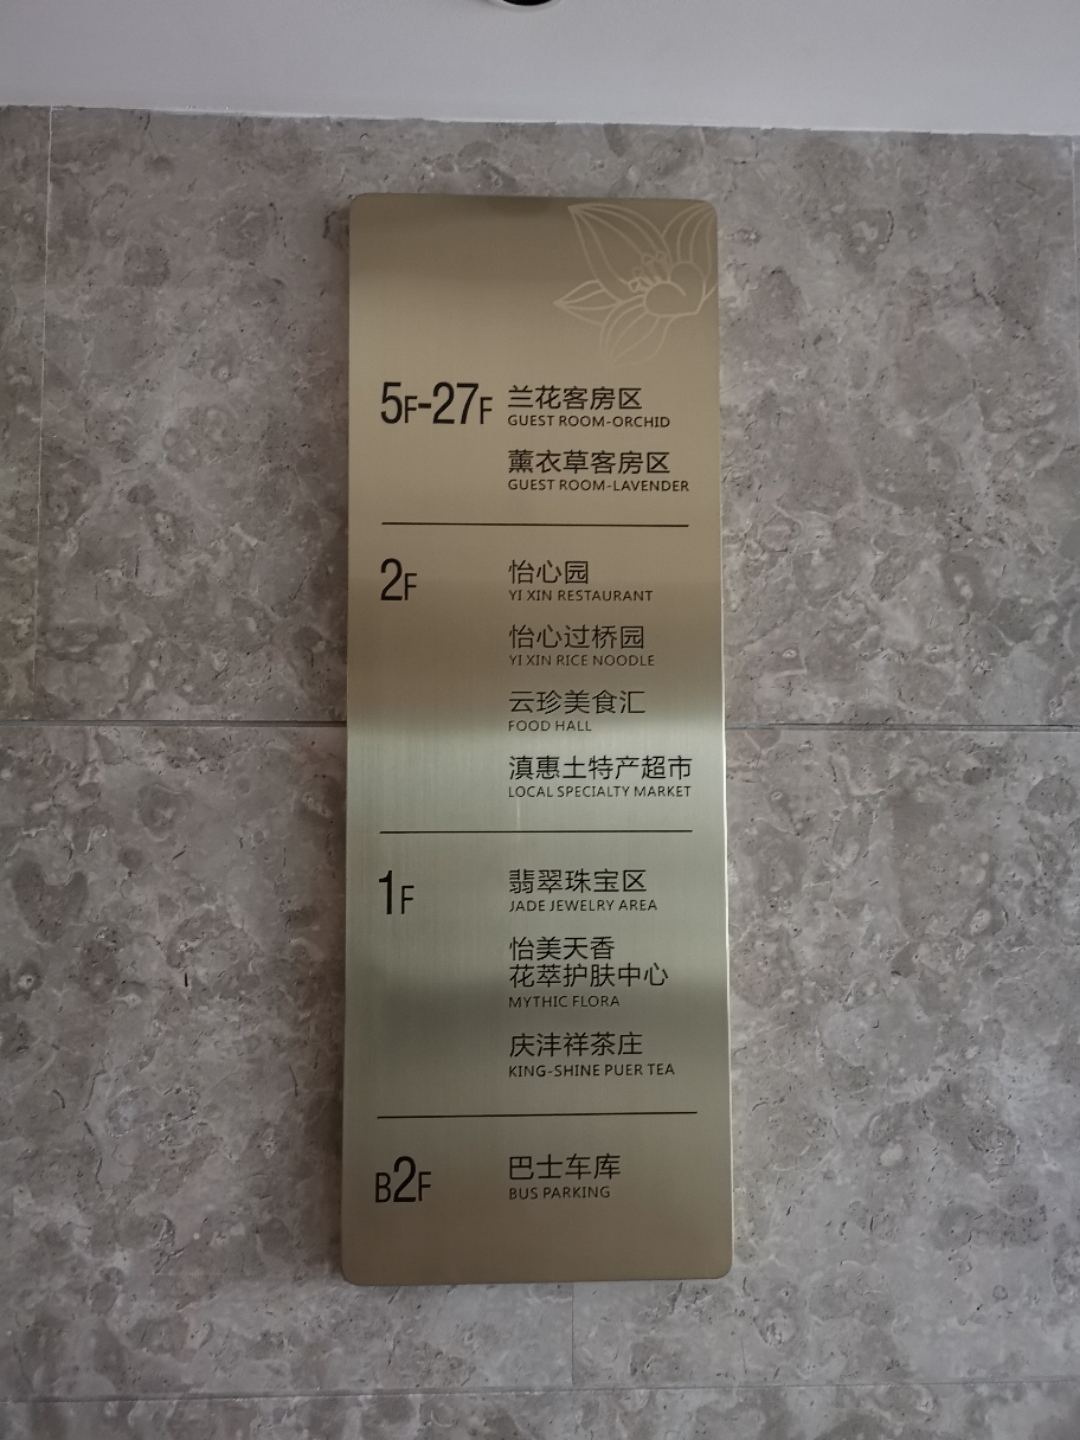 5F-27F 兰花客房区
GUEST ROOM-ORCHID
薰衣草客房区
GUEST ROOM-LAVENDER
2F 怡心园
YI XIN RESTAURANT
怡心过桥园
YI XIN RICE NOODLE
云珍美食汇
FOOD HALL
滇惠土特产超市
LOCAL SPECIALTY MARKET
1F 翡翠珠宝区
JADE JEWELRY AREA
怡美天香
花萃护肤中心
MYTHIC FLORA
庆沣祥茶庄
KING-SHINE PUER TEA
B2F 巴士车库
BUS PARKING